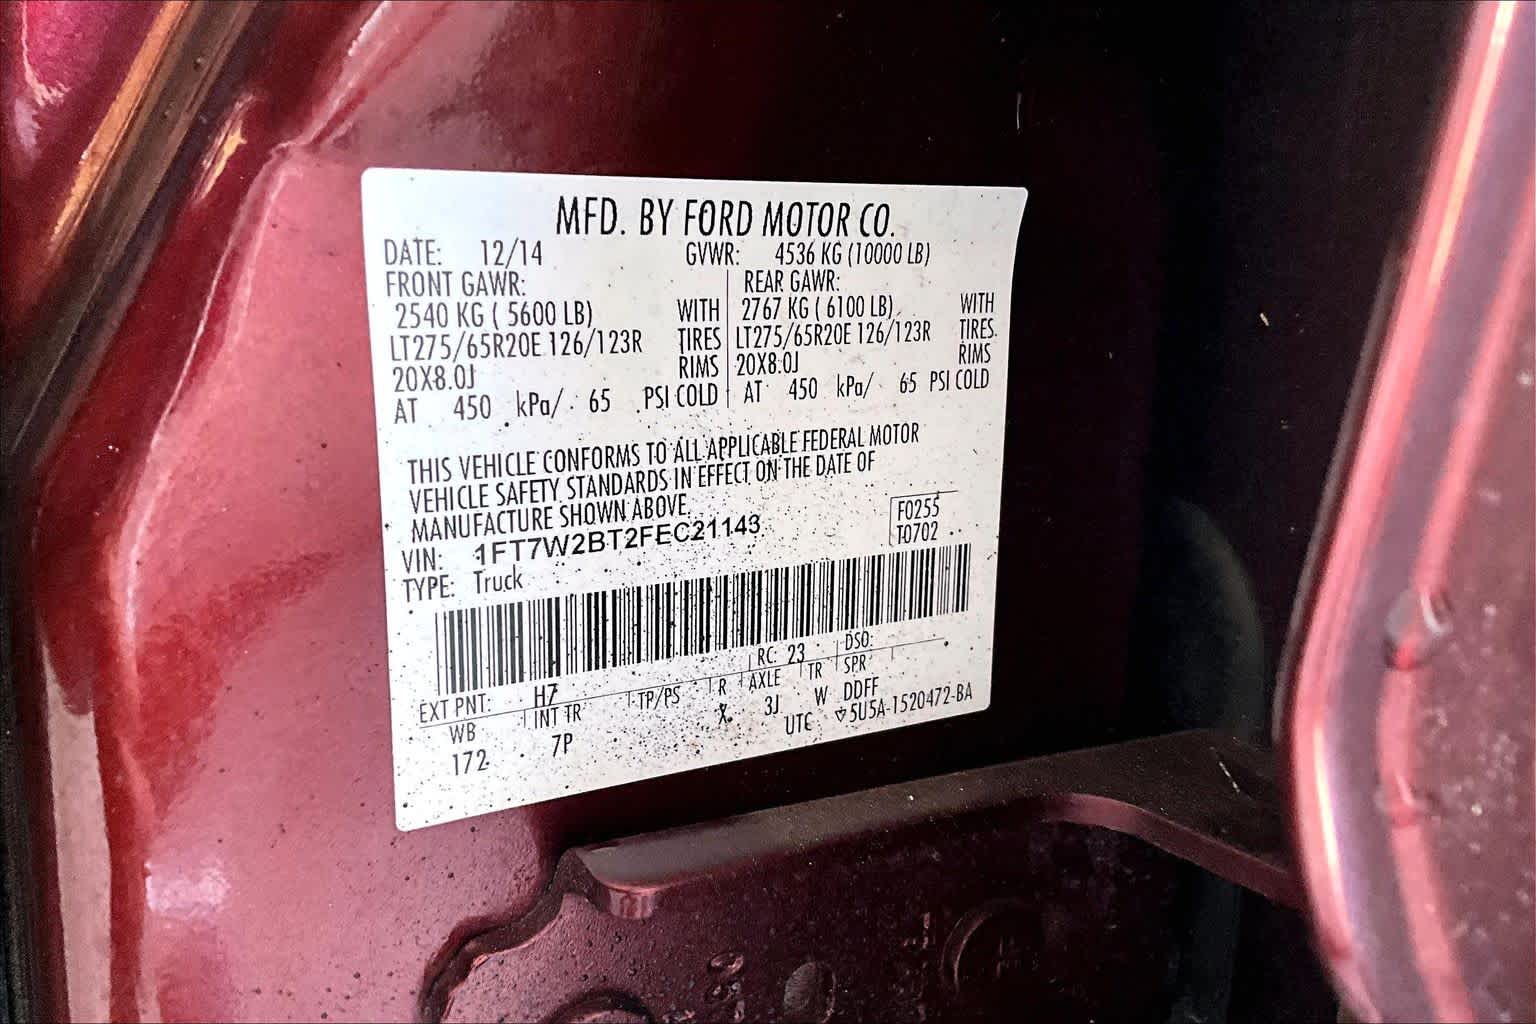 MFD. BY FORD MOTOR CO.
DATE: 12/14 GVWR: 4536 KG (10000 LB)
FRONT GAWR: REAR GAWR:
2540 KG ( 5600 LB) WITH 2767 KG ( 6100 LB) WITH
LT275/65R20E 126/123R TIRES LT275/65R20E 126/123R TIRES
20X8.0J RIMS 20X8.0J RIMS
AT 450 kPa/ 65 PSI COLD AT 450 kPa/ 65 PSI COLD
THIS VEHICLE CONFORMS TO ALL APPLICABLE FEDERAL MOTOR
VEHICLE SAFETY STANDARDS IN EFFECT ON THE DATE OF
MANUFACTURE SHOWN ABOVE.
VIN: 1FT7W2BT2FEC21143 F0255
TYPE: Truck T0702
EXT PNT: H7 RC: 23 DSO:
WB INT TR TP/PS R AXLE TR SPR
172 7P X 3J W DDFF
UTC ▽5U5A-1520472-BA